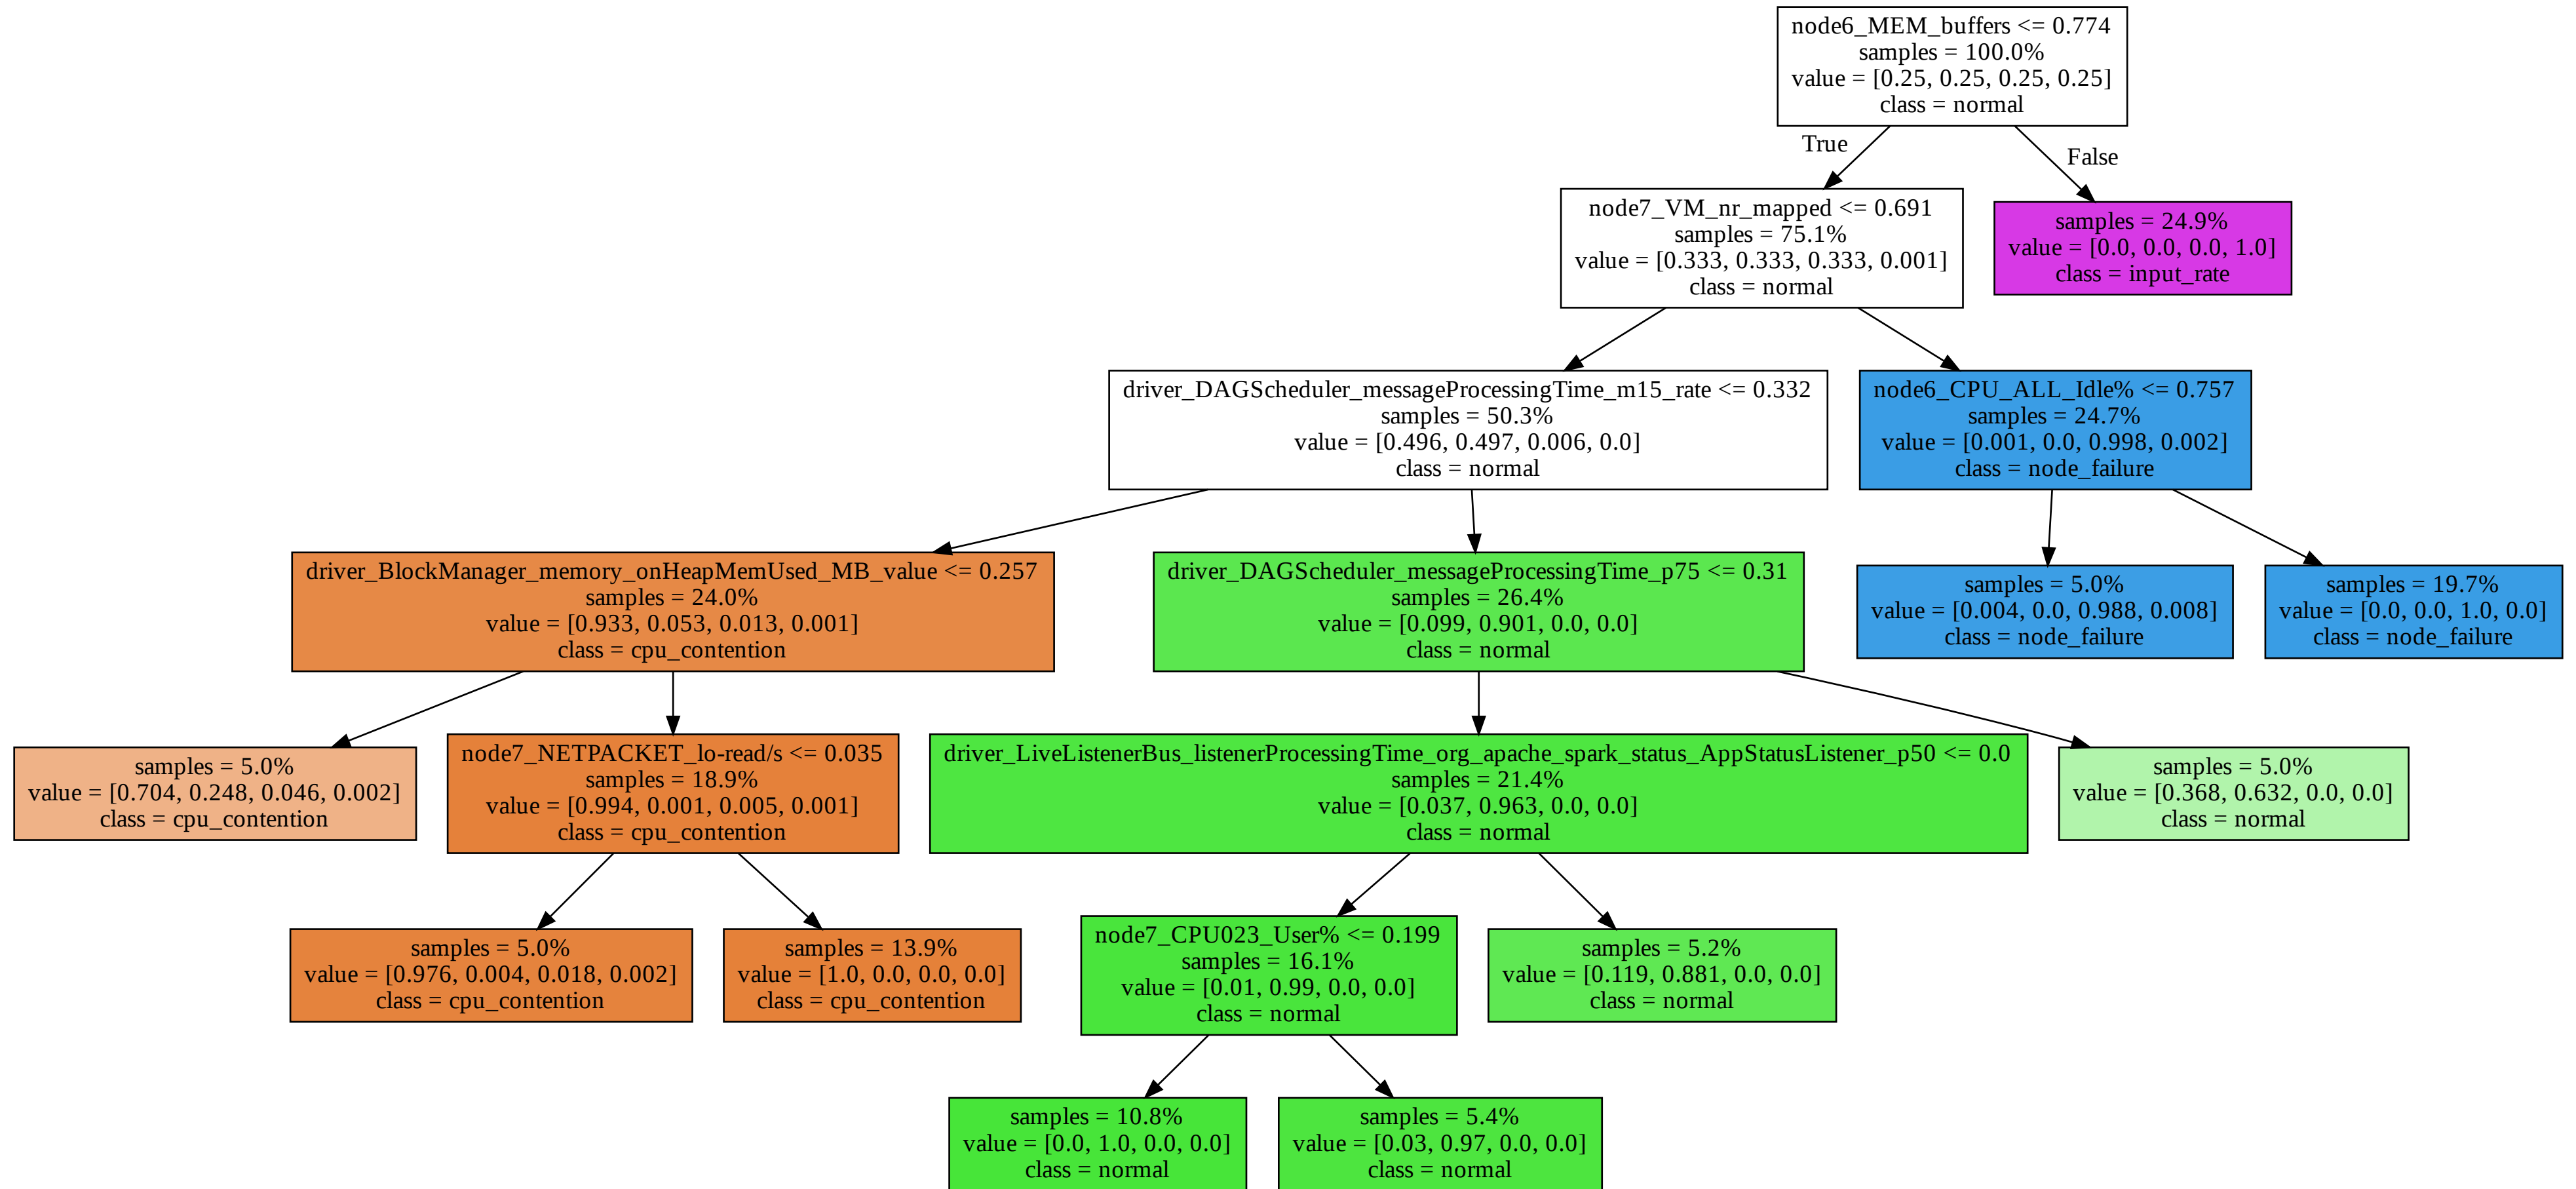 node6_MEM_buffers <= 0.774
samples = 100.0%
value = [0.25, 0.25, 0.25, 0.25]
class = normal
True
False
node7_VM_nr_mapped <= 0.691
samples = 75.1%
value = [0.333, 0.333, 0.333, 0.001]
class = normal
samples = 24.9%
value = [0.0, 0.0, 0.0, 1.0]
class = input_rate
driver_DAGScheduler_messageProcessingTime_m15_rate <= 0.332
samples = 50.3%
value = [0.496, 0.497, 0.006, 0.0]
class = normal
node6_CPU_ALL_Idle% <= 0.757
samples = 24.7%
value = [0.001, 0.0, 0.998, 0.002]
class = node_failure
driver_BlockManager_memory_onHeapMemUsed_MB_value <= 0.257
samples = 24.0%
value = [0.933, 0.053, 0.013, 0.001]
class = cpu_contention
driver_DAGScheduler_messageProcessingTime_p75 <= 0.31
samples = 26.4%
value = [0.099, 0.901, 0.0, 0.0]
class = normal
samples = 5.0%
value = [0.004, 0.0, 0.988, 0.008]
class = node_failure
samples = 19.7%
value = [0.0, 0.0, 1.0, 0.0]
class = node_failure
samples = 5.0%
value = [0.704, 0.248, 0.046, 0.002]
class = cpu_contention
node7_NETPACKET_lo-read/s <= 0.035
samples = 18.9%
value = [0.994, 0.001, 0.005, 0.001]
class = cpu_contention
driver_LiveListenerBus_listenerProcessingTime_org_apache_spark_status_AppStatusListener_p50 <= 0.0
samples = 21.4%
value = [0.037, 0.963, 0.0, 0.0]
class = normal
samples = 5.0%
value = [0.368, 0.632, 0.0, 0.0]
class = normal
samples = 5.0%
value = [0.976, 0.004, 0.018, 0.002]
class = cpu_contention
samples = 13.9%
value = [1.0, 0.0, 0.0, 0.0]
class = cpu_contention
node7_CPU023_User% <= 0.199
samples = 16.1%
value = [0.01, 0.99, 0.0, 0.0]
class = normal
samples = 5.2%
value = [0.119, 0.881, 0.0, 0.0]
class = normal
samples = 10.8%
value = [0.0, 1.0, 0.0, 0.0]
class = normal
samples = 5.4%
value = [0.03, 0.97, 0.0, 0.0]
class = normal